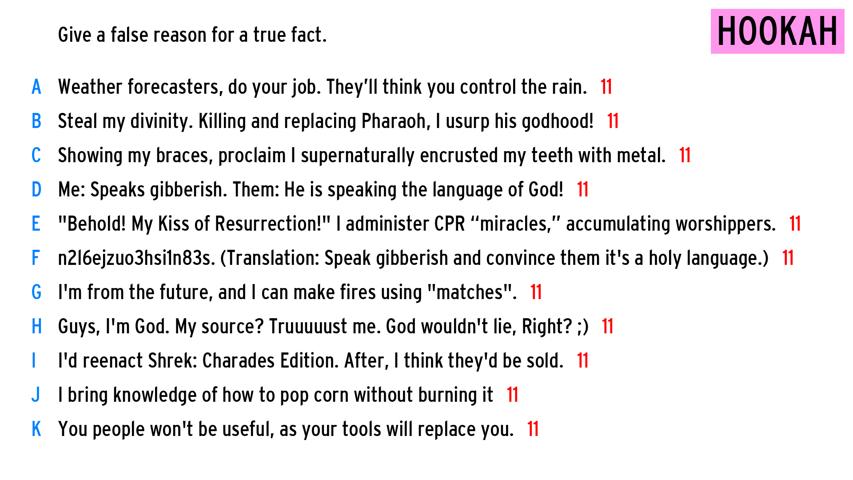 Give a false reason for a true fact.
HOOKAH
A Weather forecasters, do your job. They’ll think you control the rain. 11
B Steal my divinity. Killing and replacing Pharaoh, I usurp his godhood! 11
C Showing my braces, proclaim I supernaturally encrusted my teeth with metal. 11
D Me: Speaks gibberish. Them: He is speaking the language of God! 11
E "Behold! My Kiss of Resurrection!" I administer CPR “miracles,” accumulating worshippers. 11
F n2l6ejzuo3hsi1n83s. (Translation: Speak gibberish and convince them it's a holy language.) 11
G I'm from the future, and I can make fires using "matches". 11
H Guys, I'm God. My source? Truuuuust me. God wouldn't lie, Right? ;) 11
I I'd reenact Shrek: Charades Edition. After, I think they'd be sold. 11
J I bring knowledge of how to pop corn without burning it 11
K You people won't be useful, as your tools will replace you. 11